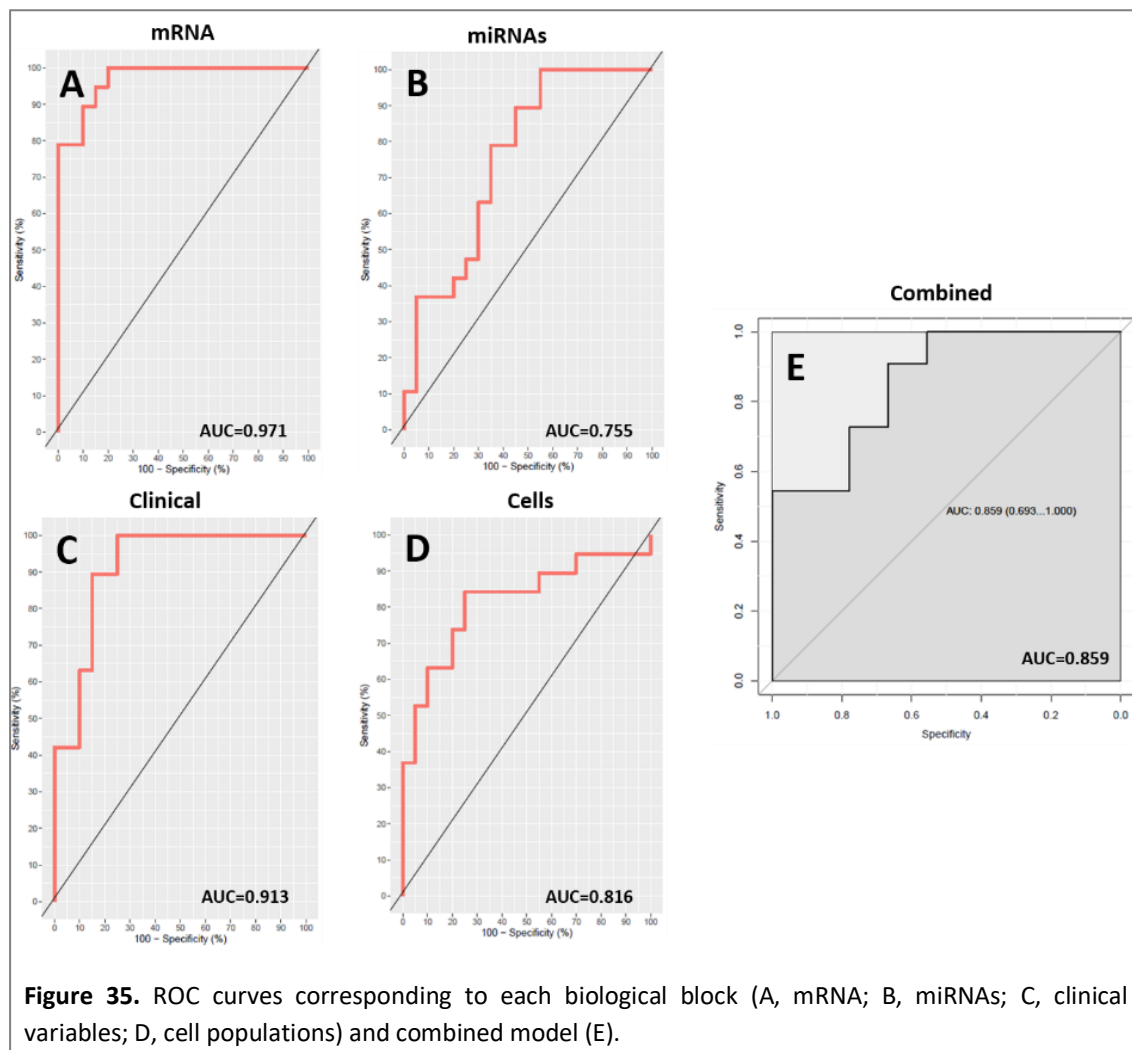 mRNA
A
100-
90-
80-
70-
60-
50-
40-
30-
20-
10-
0-
Sensitivity (%)
AUC=0.971
0 10 20 30 40 50 60 70 80 90 100
100 − Specificity (%)
miRNAs
B
100-
90-
80-
70-
60-
50-
40-
30-
20-
10-
0-
Sensitivity (%)
AUC=0.755
0 10 20 30 40 50 60 70 80 90 100
100 − Specificity (%)
Clinical
C
100-
90-
80-
70-
60-
50-
40-
30-
20-
10-
0-
Sensitivity (%)
AUC=0.913
0 10 20 30 40 50 60 70 80 90 100
100 − Specificity (%)
Cells
D
100-
90-
80-
70-
60-
50-
40-
30-
20-
10-
0-
Sensitivity (%)
AUC=0.816
0 10 20 30 40 50 60 70 80 90 100
100 − Specificity (%)
Combined
E
1.0
0.8
0.6
0.4
0.2
0.0
Sensitivity
AUC: 0.859 (0.693...1.000)
AUC=0.859
1.0 0.8 0.6 0.4 0.2 0.0
Specificity
Figure 35. ROC curves corresponding to each biological block (A, mRNA; B, miRNAs; C, clinical
variables; D, cell populations) and combined model (E).